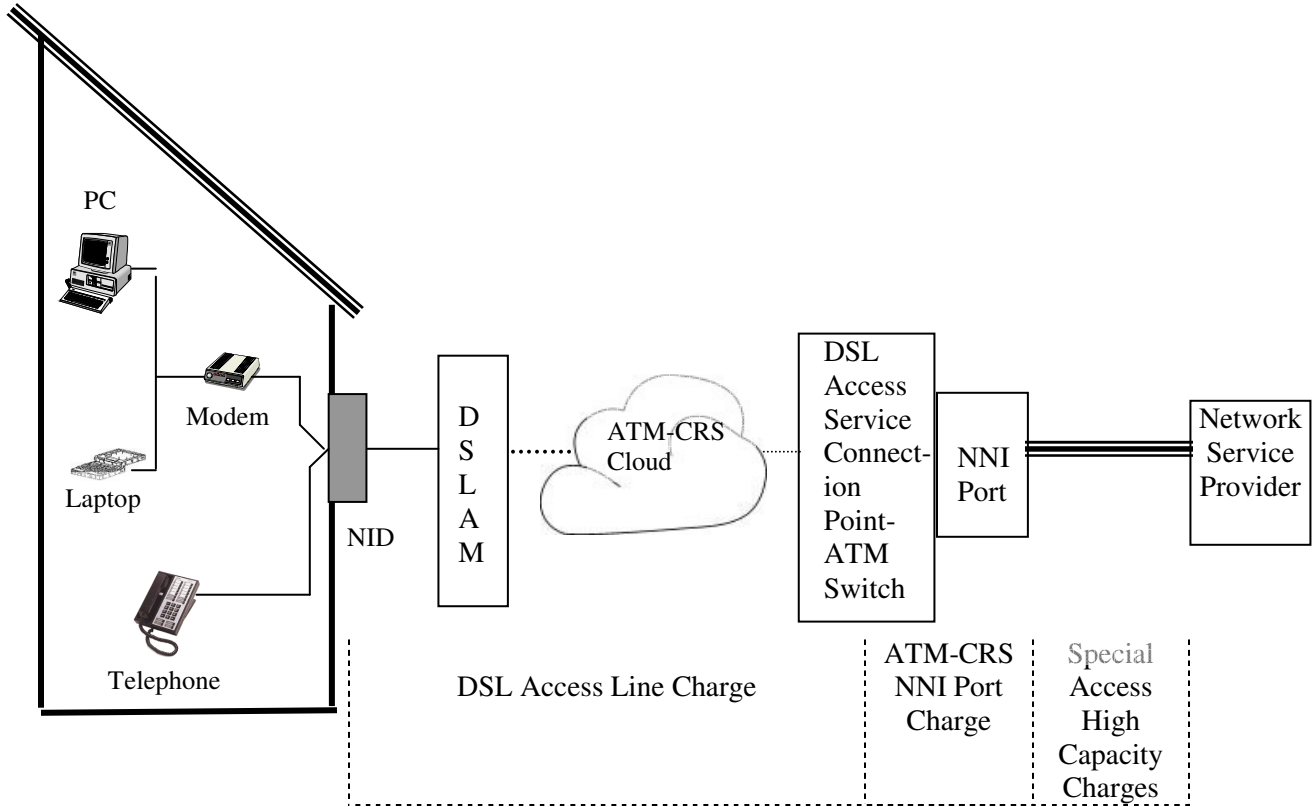 PC
Modem
Laptop
NID
Telephone
D
S
L
A
M
ATM-CRS
Cloud
DSL
Access
Service
Connect-
ion
Point-
ATM
Switch
NNI
Port
Network
Service
Provider
DSL Access Line Charge
ATM-CRS
NNI Port
Charge
Special
Access
High
Capacity
Charges